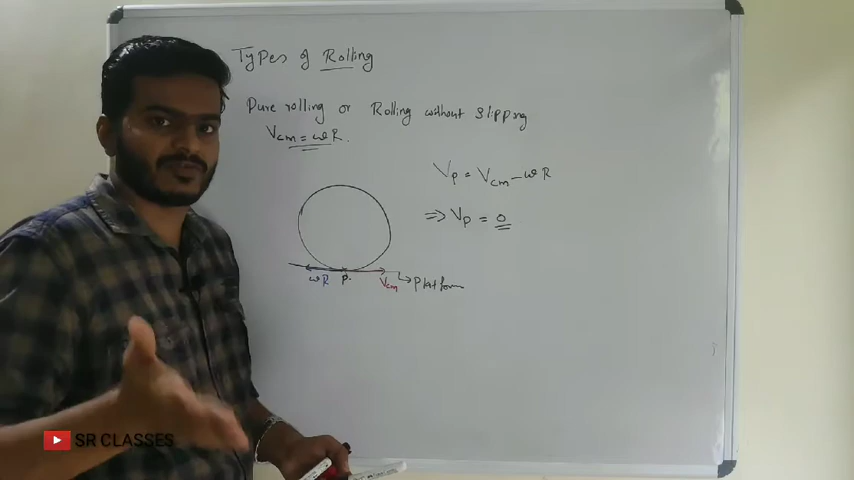 Types of Rolling
Pure rolling or Rolling without Slipping
Vcm = ωR.
Vp = Vcm - ωR
⇒ Vp = 0
ωR P. Vcm Platform
SR CLASSES